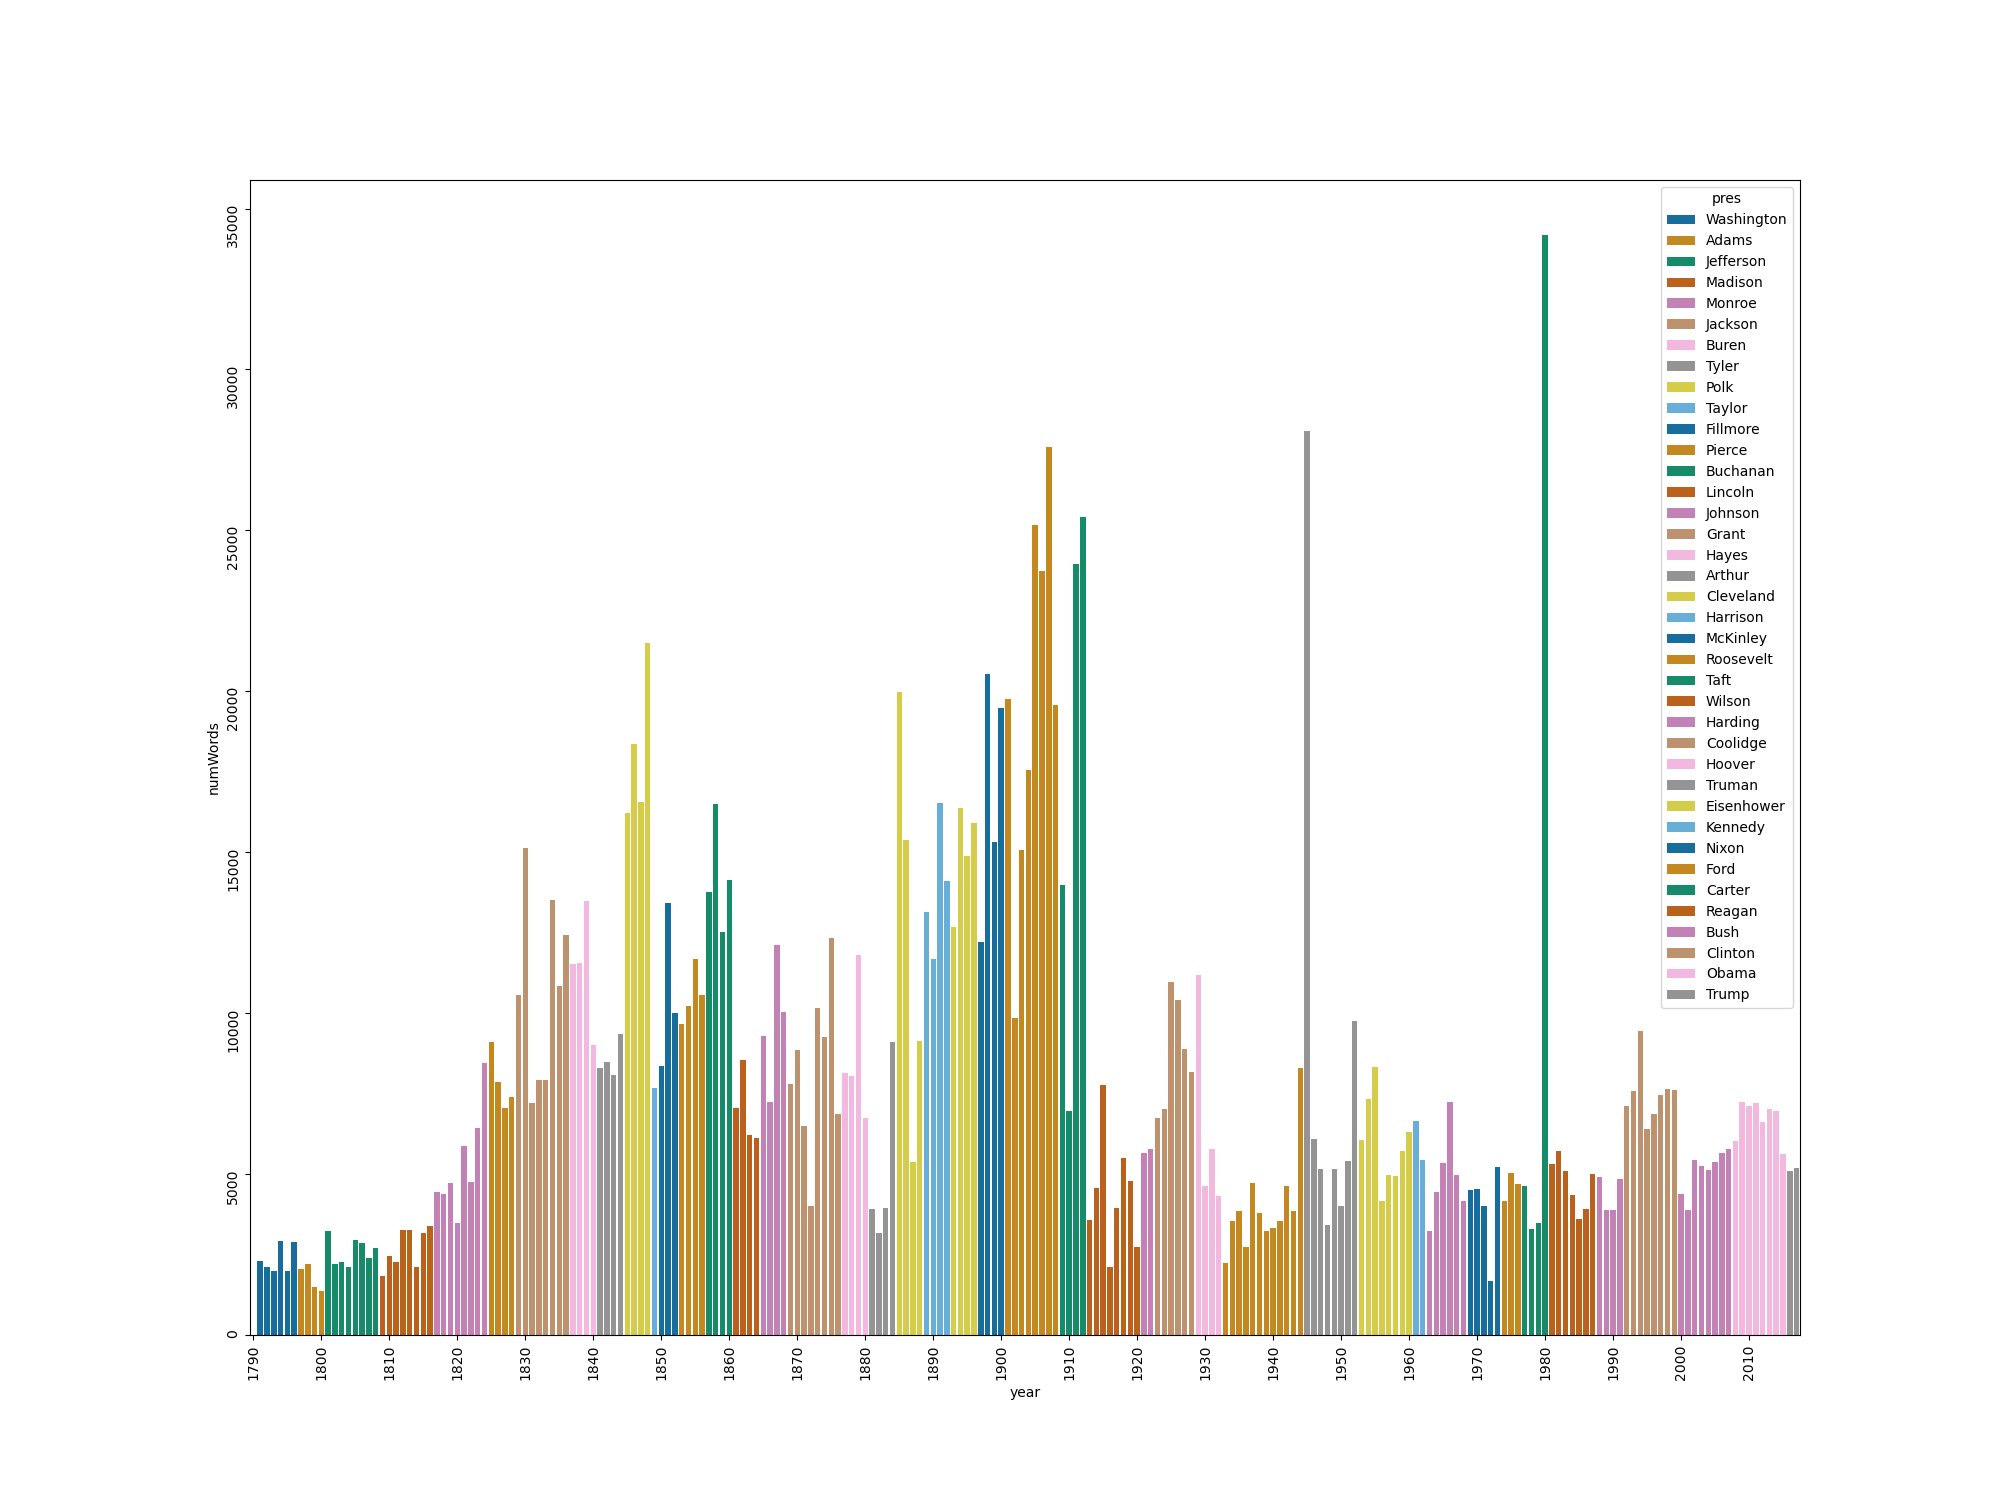 35000
30000
25000
20000
15000
10000
5000
0
numWords
1790
1800
1810
1820
1830
1840
1850
1860
1870
1880
1890
1900
1910
1920
1930
1940
1950
1960
1970
1980
1990
2000
2010
year
pres
Washington
Adams
Jefferson
Madison
Monroe
Jackson
Buren
Tyler
Polk
Taylor
Fillmore
Pierce
Buchanan
Lincoln
Johnson
Grant
Hayes
Arthur
Cleveland
Harrison
McKinley
Roosevelt
Taft
Wilson
Harding
Coolidge
Hoover
Truman
Eisenhower
Kennedy
Nixon
Ford
Carter
Reagan
Bush
Clinton
Obama
Trump